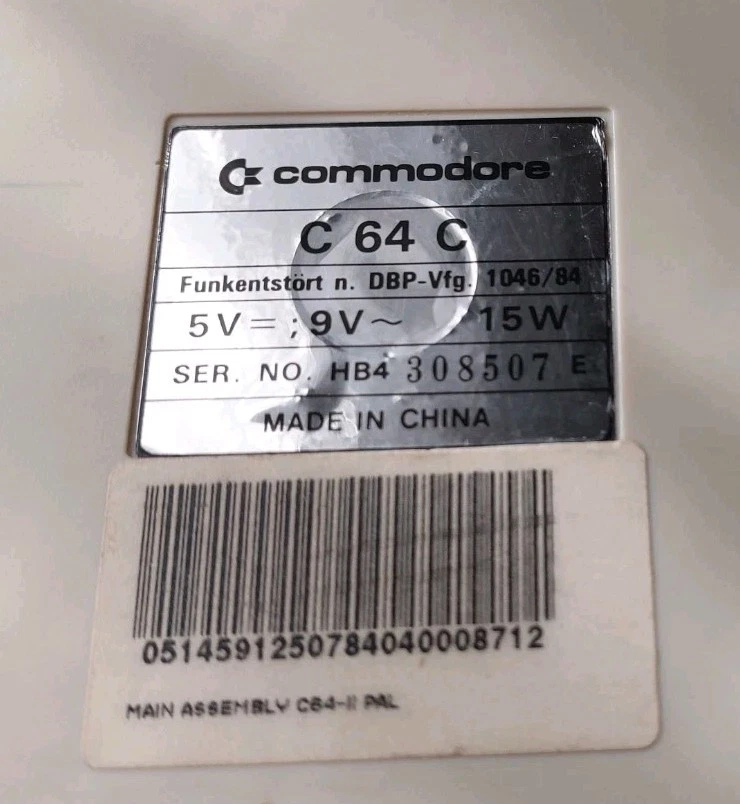 commodore
C 64 C
Funkentstört n. DBP-Vfg. 1046/84
5V= ; 9V~ 15W
SER. NO. HB4 308507 E
MADE IN CHINA
0514591250784040008712
MAIN ASSEMBLY C64-II PAL